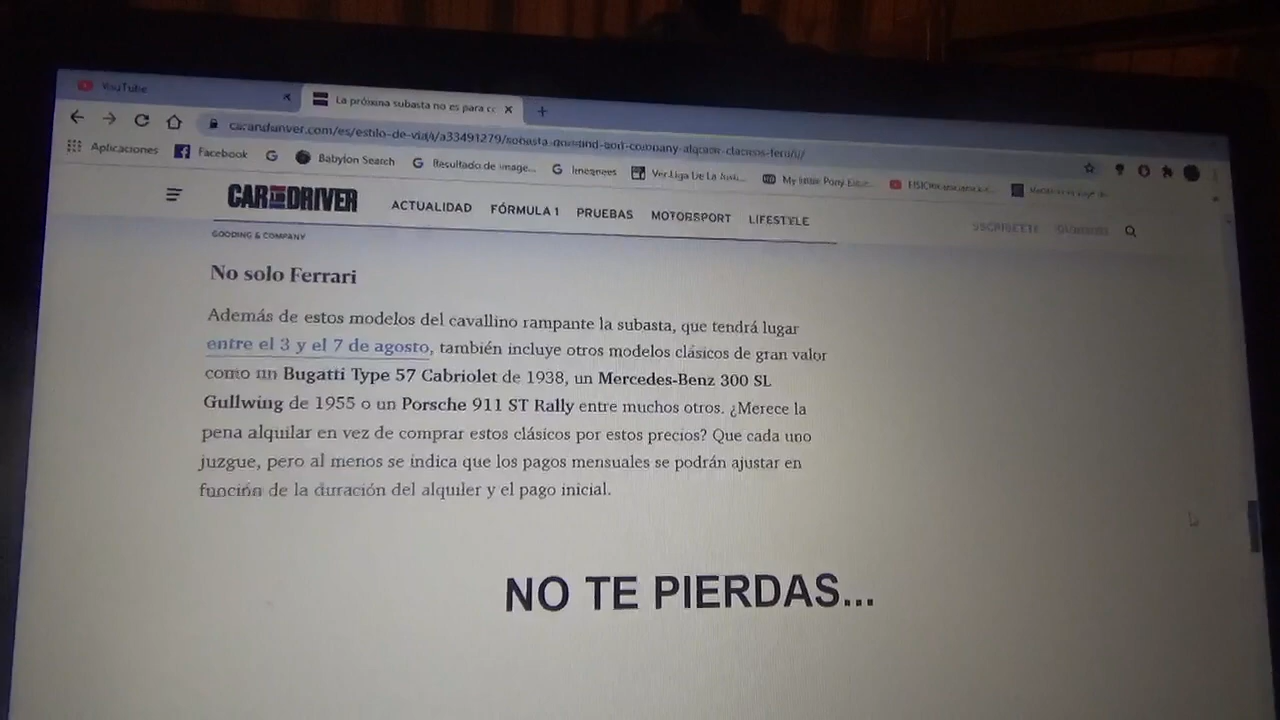 YouTube
La próxima subasta no es para cc
Aplicaciones
Facebook
Babylon Search
Resultado de image...
CAR AND DRIVER
ACTUALIDAD FÓRMULA 1 PRUEBAS MOTORSPORT LIFESTYLE
GOODING & COMPANY
No solo Ferrari
Además de estos modelos del cavallino rampante la subasta, que tendrá lugar
entre el 3 y el 7 de agosto, también incluye otros modelos clásicos de gran valor
como un Bugatti Type 57 Cabriolet de 1938, un Mercedes-Benz 300 SL
Gullwing de 1955 o un Porsche 911 ST Rally entre muchos otros. ¿Merece la
pena alquilar en vez de comprar estos clásicos por estos precios? Que cada uno
juzgue, pero al menos se indica que los pagos mensuales se podrán ajustar en
función de la duración del alquiler y el pago inicial.
NO TE PIERDAS...